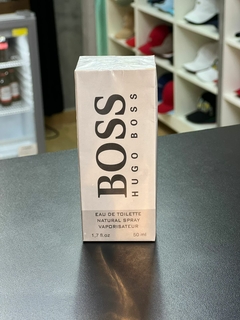 BOSS
HUGO BOSS
EAU DE TOILETTE
NATURAL SPRAY
VAPORISATEUR
1.7 fl.oz 50 ml